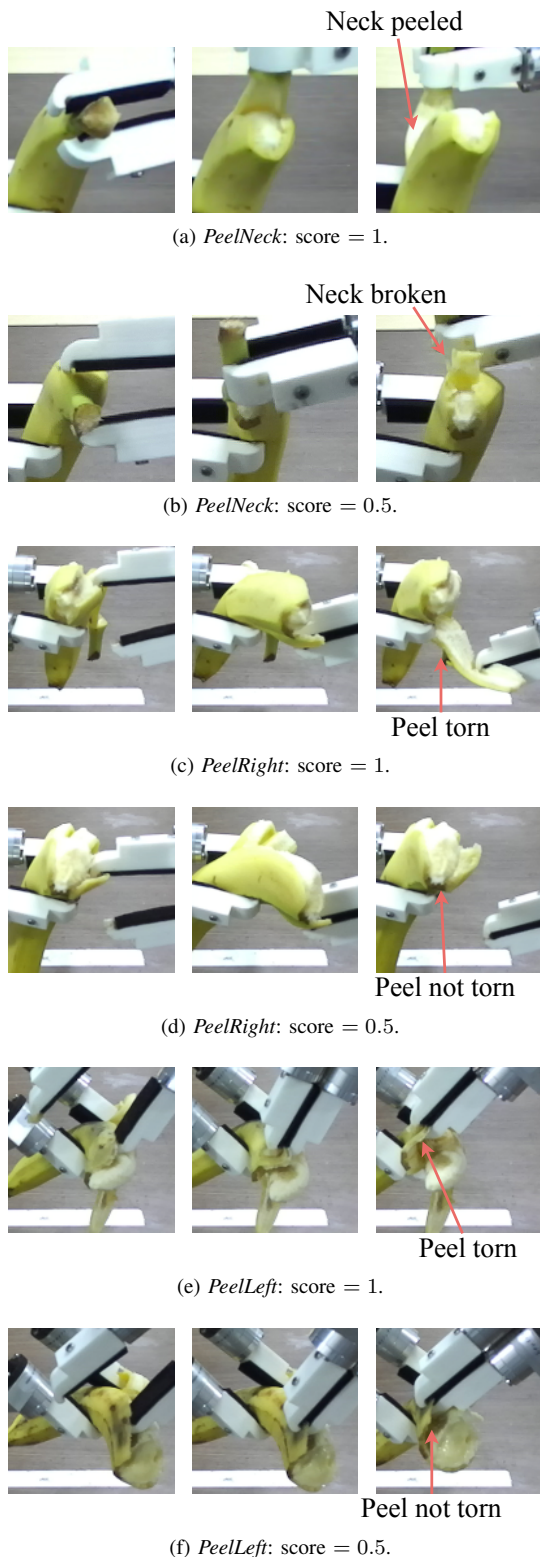 Neck peeled
(a) PeelNeck: score = 1.
Neck broken
(b) PeelNeck: score = 0.5.
Peel torn
(c) PeelRight: score = 1.
Peel not torn
(d) PeelRight: score = 0.5.
Peel torn
(e) PeelLeft: score = 1.
Peel not torn
(f) PeelLeft: score = 0.5.